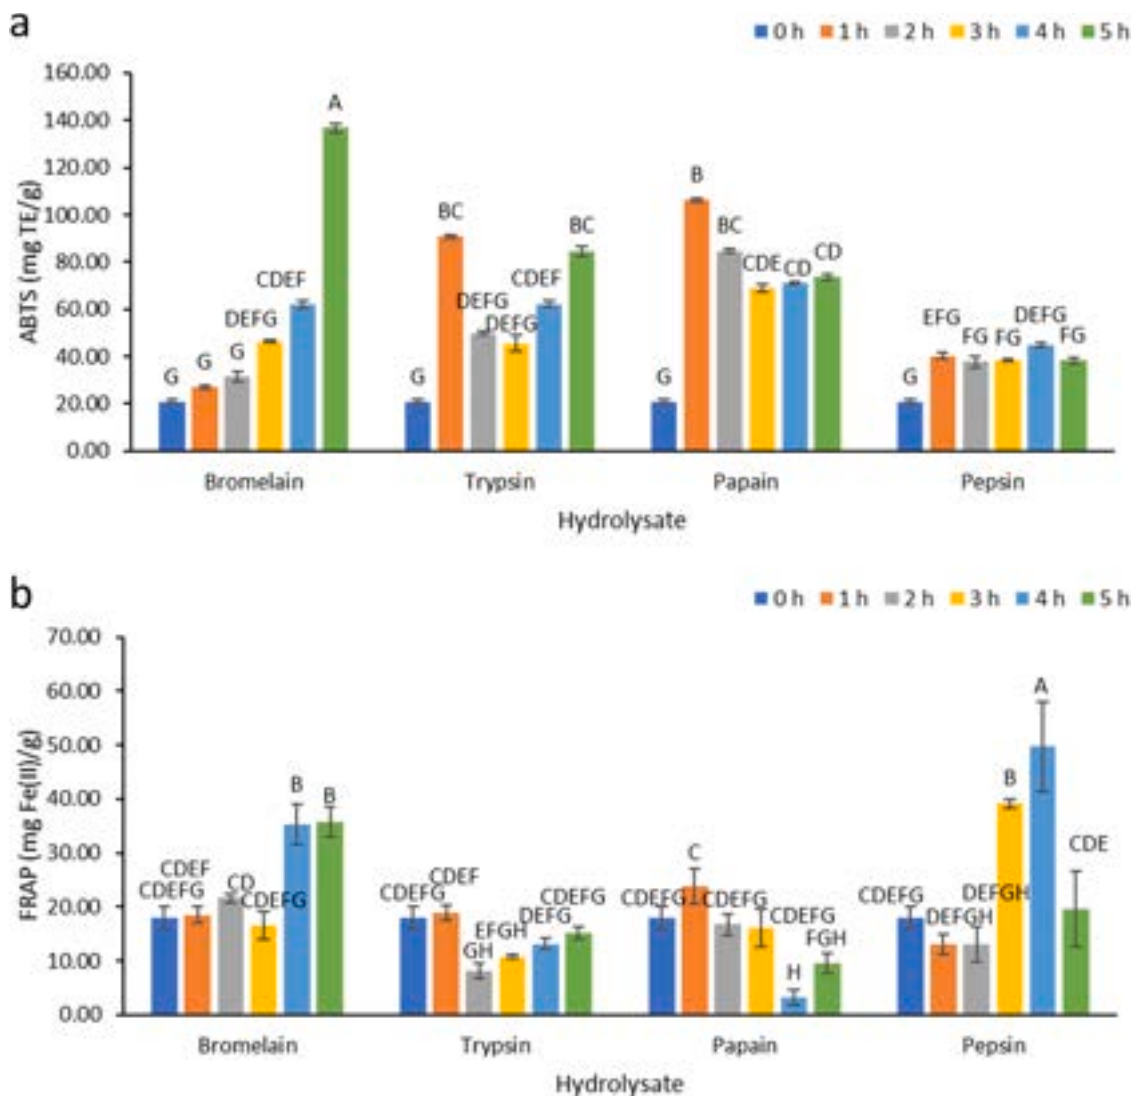 a
0 h 1 h 2 h 3 h 4 h 5 h
160.00
140.00
120.00
100.00
80.00
60.00
40.00
20.00
0.00
ABTS (mg TE/g)
G G G DEFG CDEF A
G BC DEFG DEFG CDEF BC
G B BC CDE CD CD
G EFG FG FG DEFG FG
Bromelain Trypsin Papain Pepsin
Hydrolysate
b
0 h 1 h 2 h 3 h 4 h 5 h
70.00
60.00
50.00
40.00
30.00
20.00
10.00
0.00
FRAP (mg Fe(II)/g)
CDEFG CDEF CD CDEFG B B
CDEFG CDEF GH EFGH DEFG CDEFG
CDEFG C CDEFG CDEFG H FGH
CDEFG DEFGH DEFGH B A CDE
Bromelain Trypsin Papain Pepsin
Hydrolysate